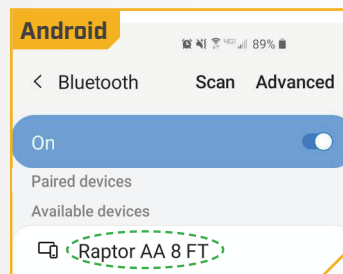 Android
89%
< Bluetooth Scan Advanced
On
Paired devices
Available devices
Raptor AA 8 FT